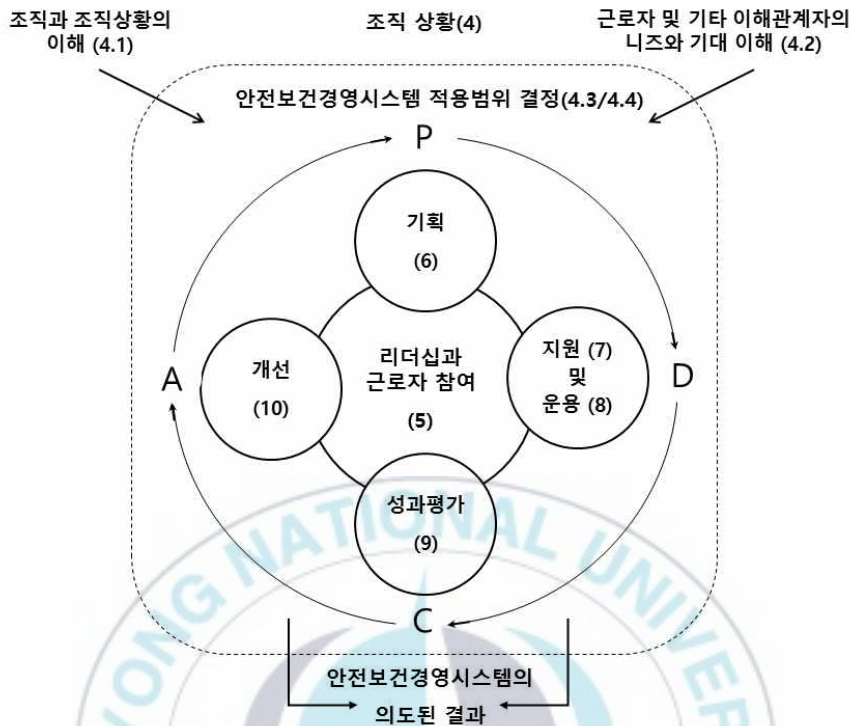 조직과 조직상황의
이해 (4.1)
조직 상황(4)
근로자 및 기타 이해관계자의
니즈와 기대 이해 (4.2)
안전보건경영시스템 적용범위 결정(4.3/4.4)
P
기획
(6)
A
개선
(10)
리더십과
근로자 참여
(5)
지원 (7)
및
운용 (8)
D
성과평가
(9)
C
안전보건경영시스템의
의도된 결과
NATIONAL